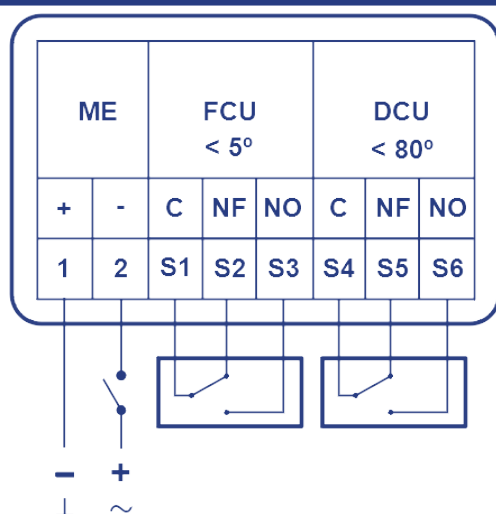 ME FCU DCU
< 5º < 80º
+ - C NF NO C NF NO
1 2 S1 S2 S3 S4 S5 S6
− +
~